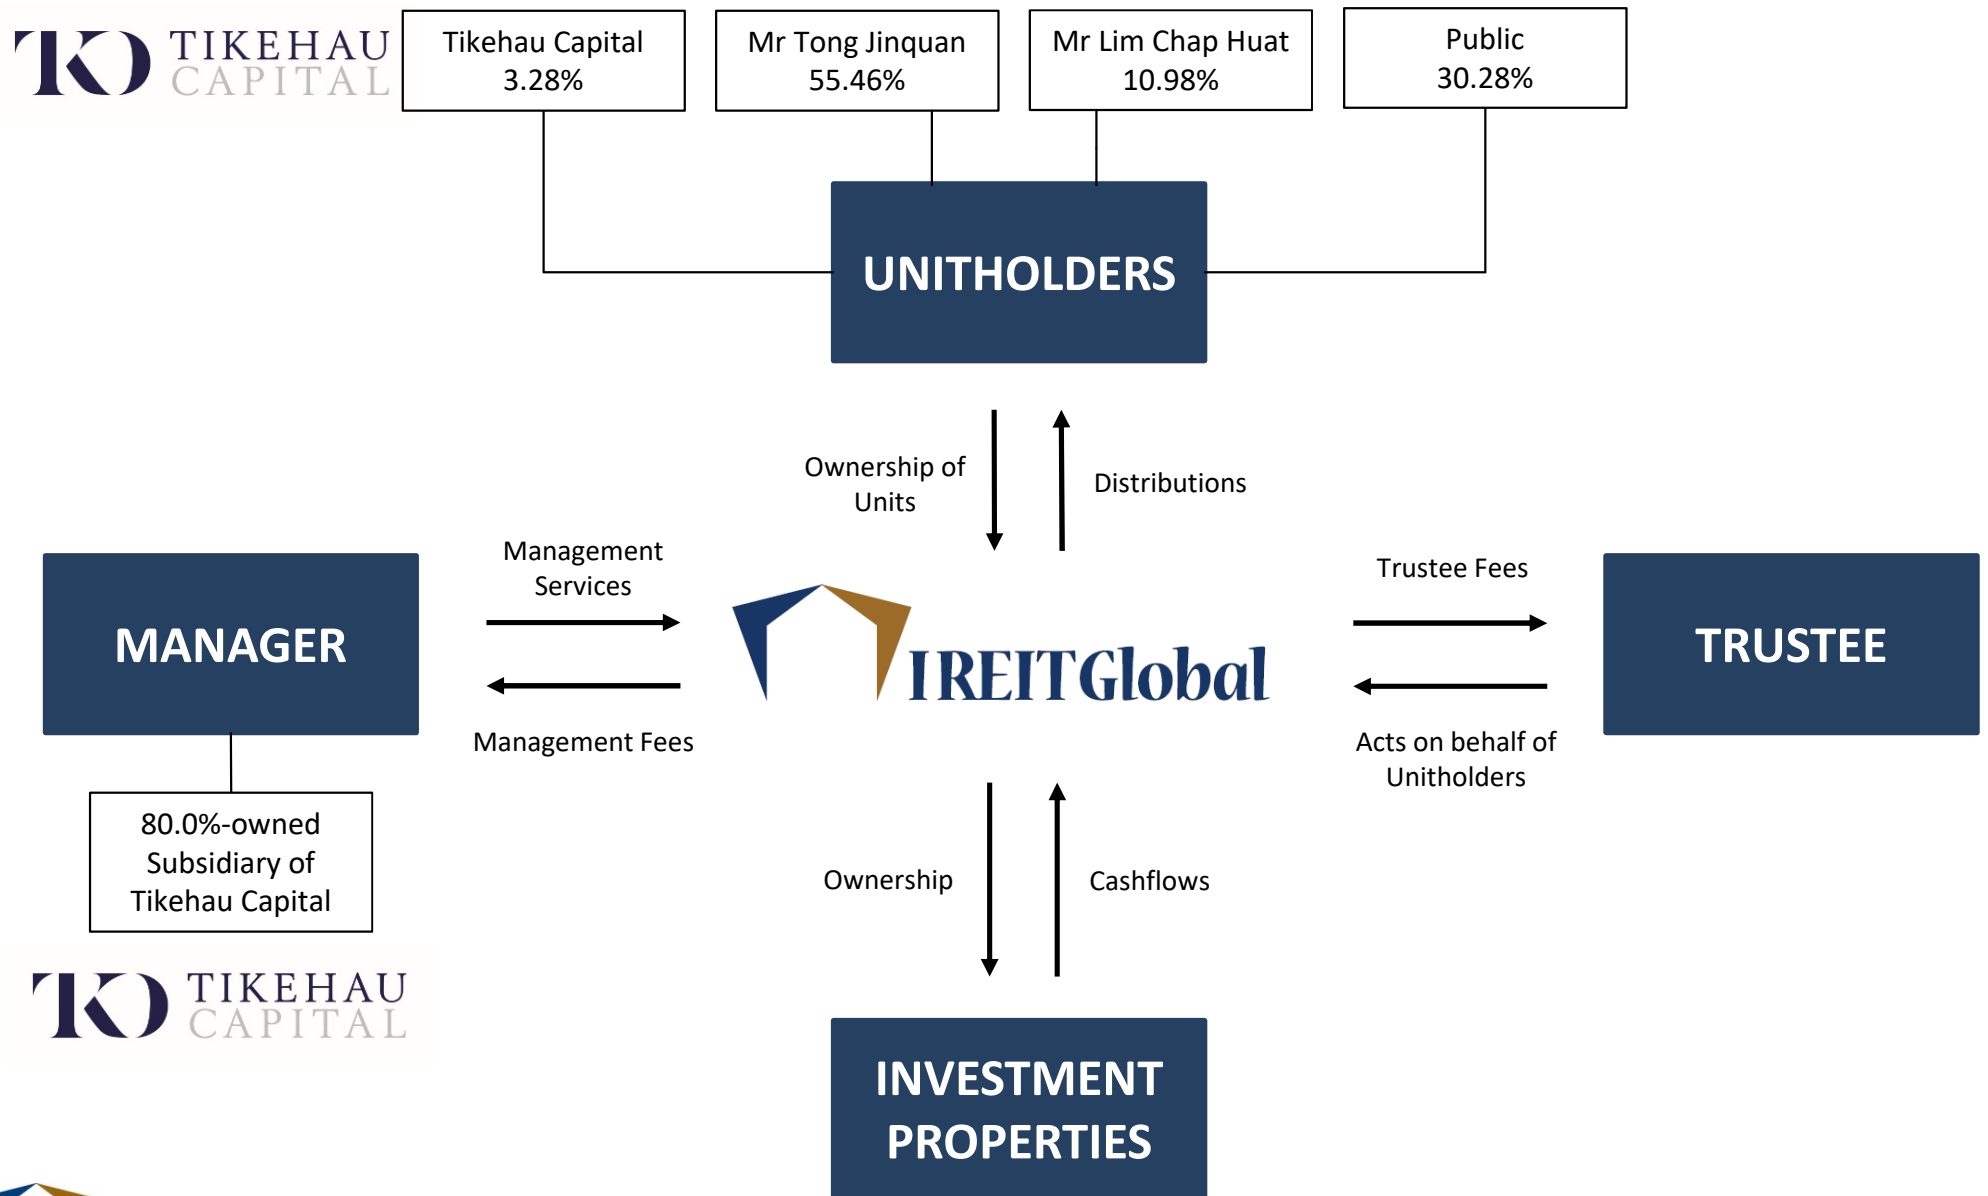 TIKEHAU
CAPITAL
Tikehau Capital
3.28%
Mr Tong Jinquan
55.46%
Mr Lim Chap Huat
10.98%
Public
30.28%
UNITHOLDERS
Ownership of
Units
Distributions
MANAGER
Management
Services
Management Fees
IREITGlobal
Trustee Fees
Acts on behalf of
Unitholders
TRUSTEE
80.0%-owned
Subsidiary of
Tikehau Capital
TIKEHAU
CAPITAL
Ownership
Cashflows
INVESTMENT
PROPERTIES